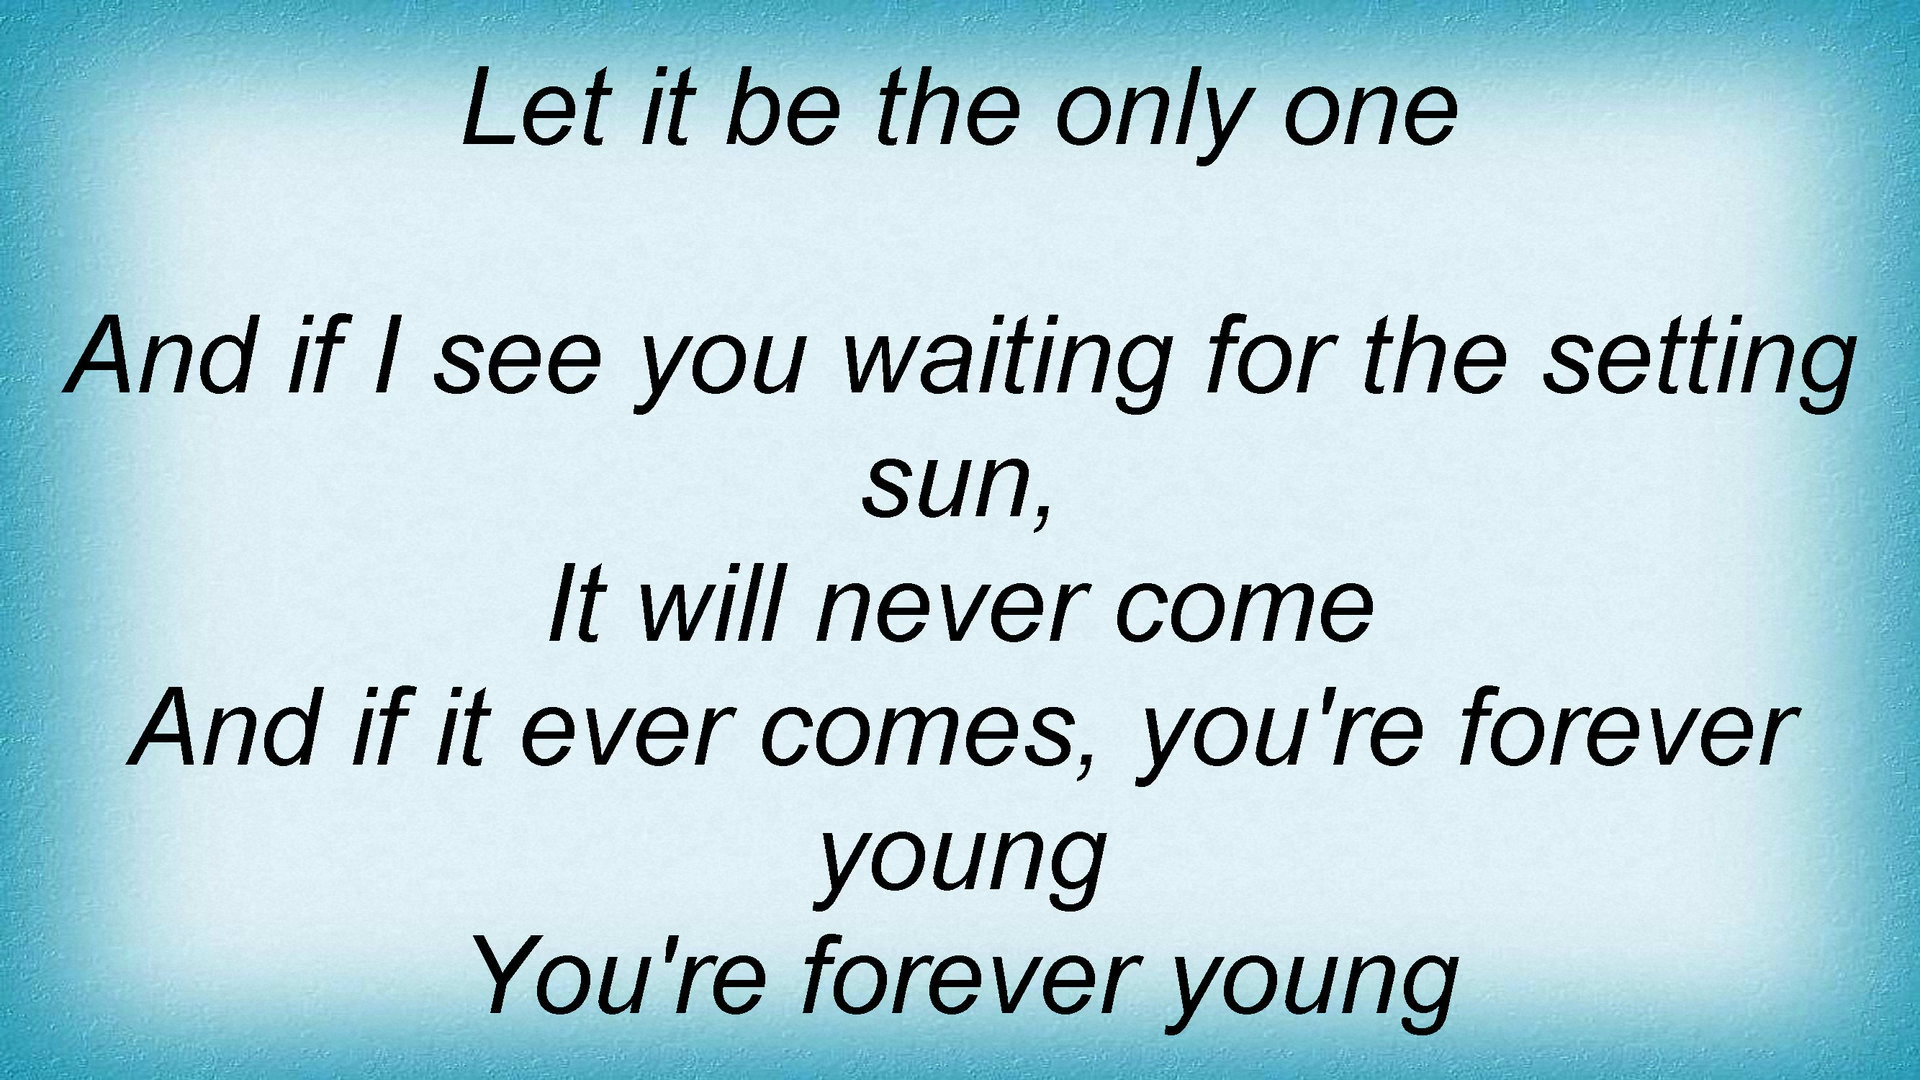 Let it be the only one
And if I see you waiting for the setting
sun,
It will never come
And if it ever comes, you're forever
young
You're forever young